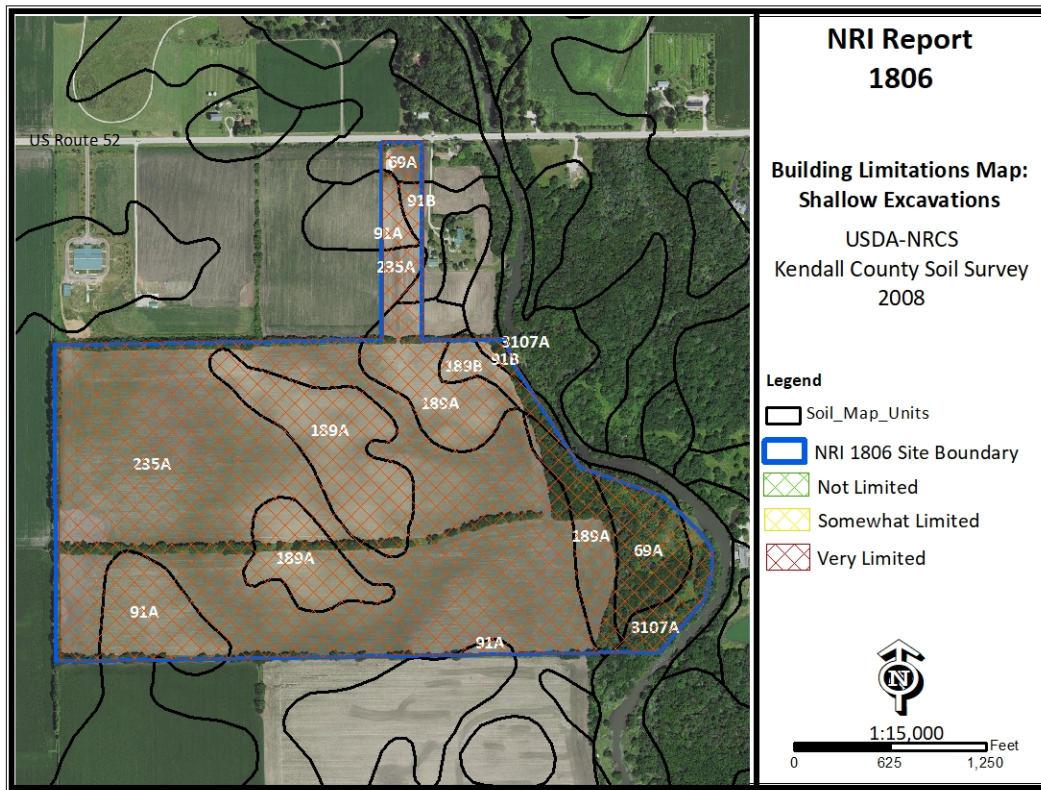 NRI Report
1806
Building Limitations Map:
Shallow Excavations
USDA-NRCS
Kendall County Soil Survey
2008
Legend
Soil_Map_Units
NRI 1806 Site Boundary
Not Limited
Somewhat Limited
Very Limited
N
1:15,000
Feet
0 625 1,250
US Route 52
69A
91B
91A
235A
3107A
91B
189B
189A
189A
235A
189A
69A
189A
91A
3107A
91A